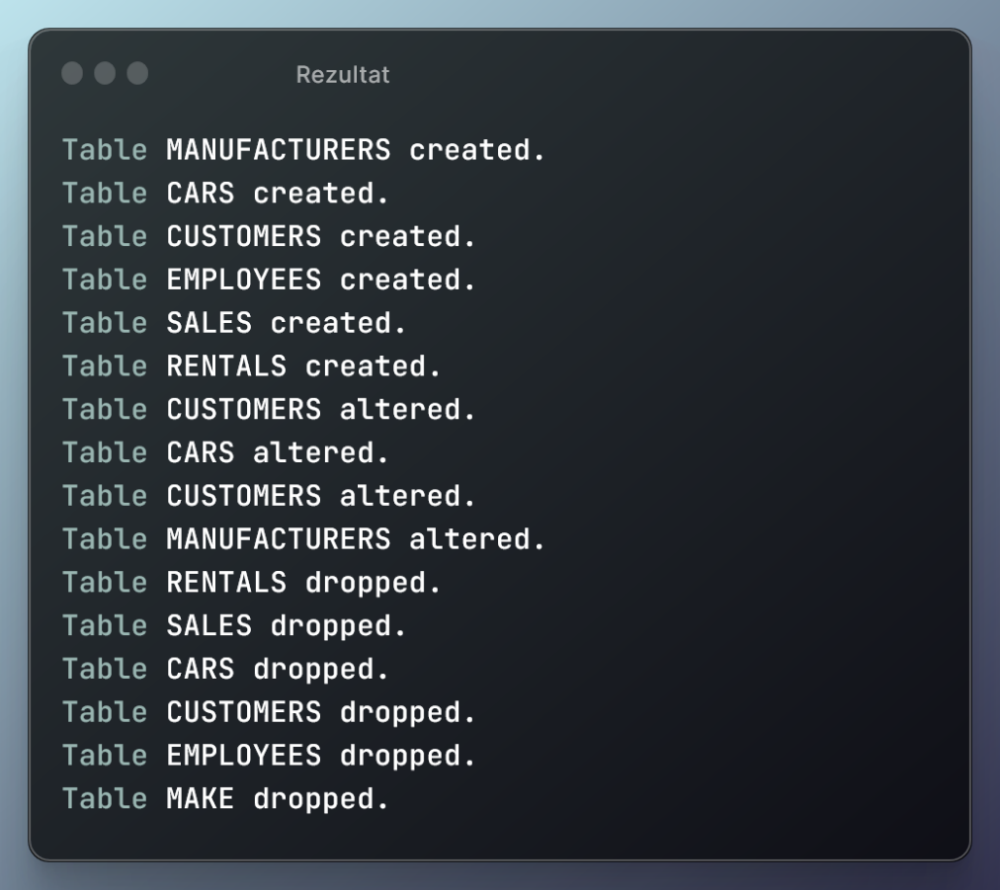 Rezultat
Table MANUFACTURERS created.
Table CARS created.
Table CUSTOMERS created.
Table EMPLOYEES created.
Table SALES created.
Table RENTALS created.
Table CUSTOMERS altered.
Table CARS altered.
Table CUSTOMERS altered.
Table MANUFACTURERS altered.
Table RENTALS dropped.
Table SALES dropped.
Table CARS dropped.
Table CUSTOMERS dropped.
Table EMPLOYEES dropped.
Table MAKE dropped.